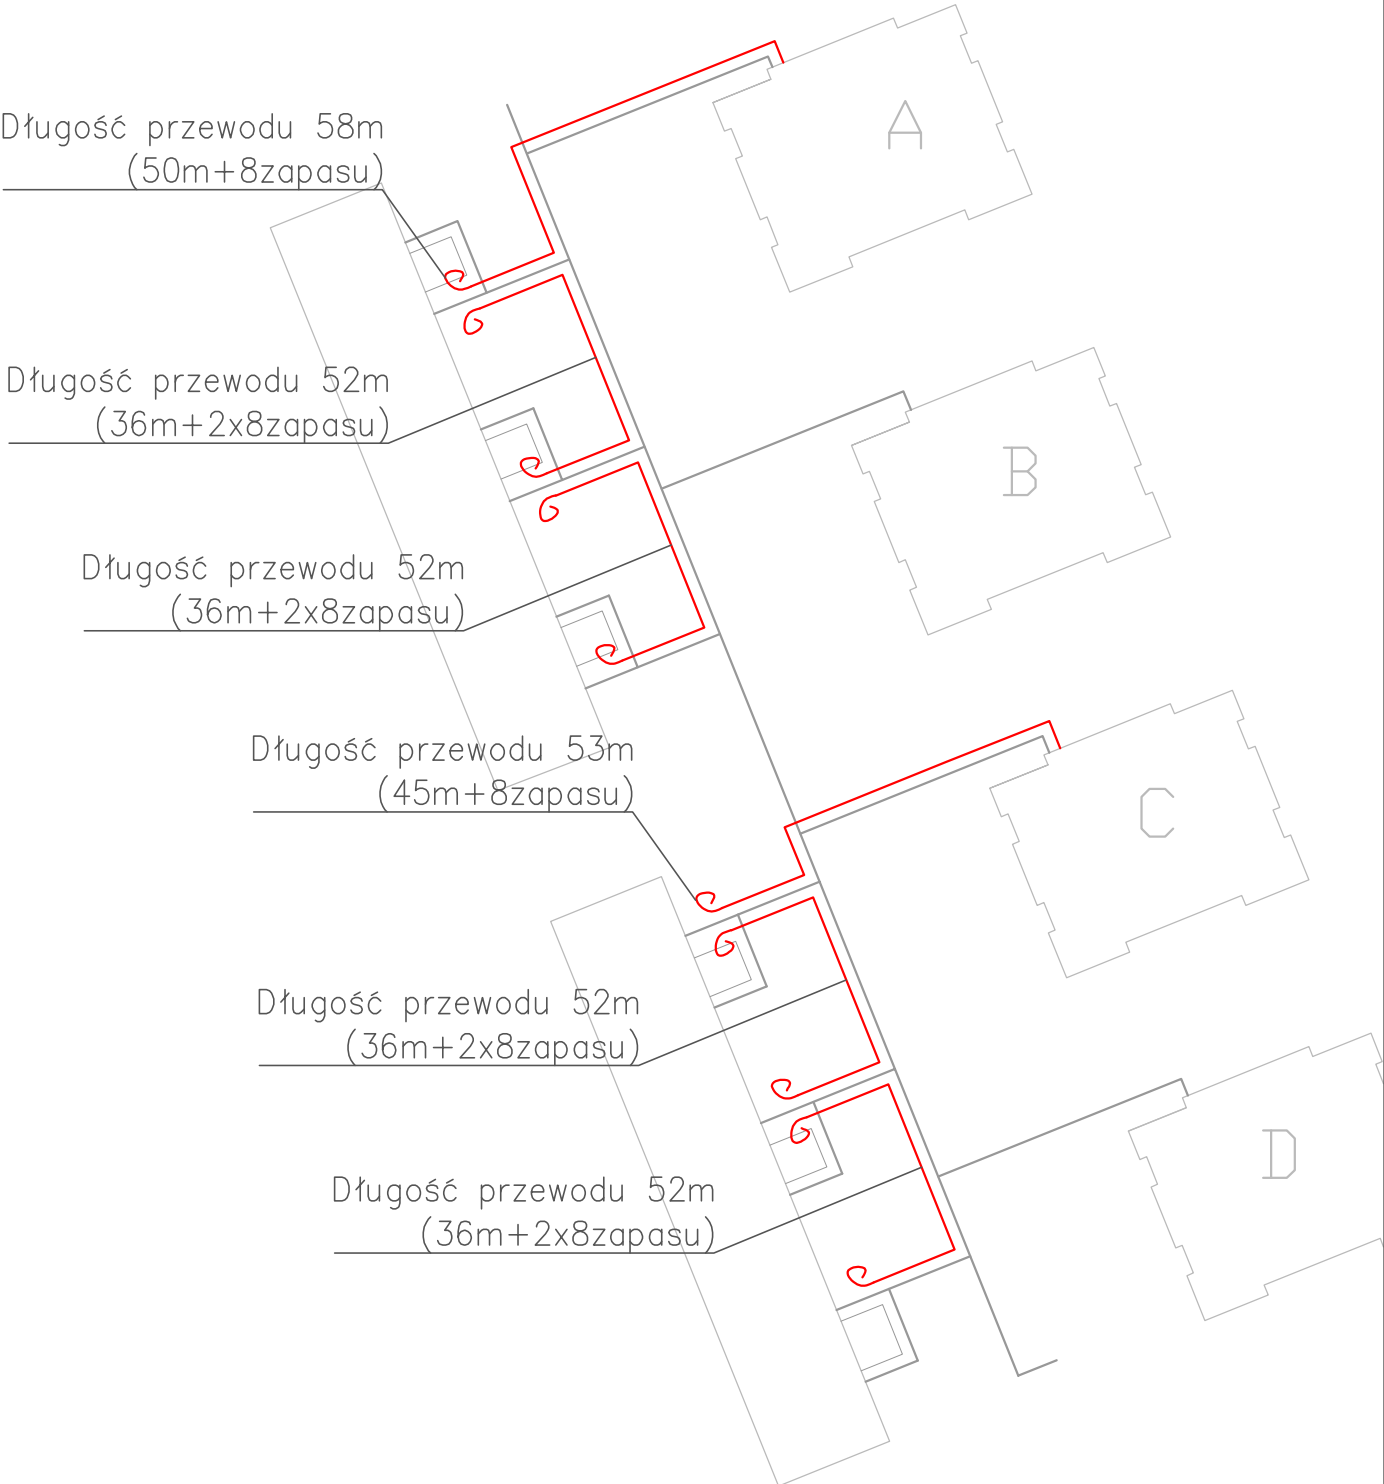 A
Długość przewodu 58m
(50m+8zapasu)
Długość przewodu 52m
(36m+2x8zapasu)
B
Długość przewodu 52m
(36m+2x8zapasu)
Długość przewodu 53m
(45m+8zapasu)
C
Długość przewodu 52m
(36m+2x8zapasu)
D
Długość przewodu 52m
(36m+2x8zapasu)